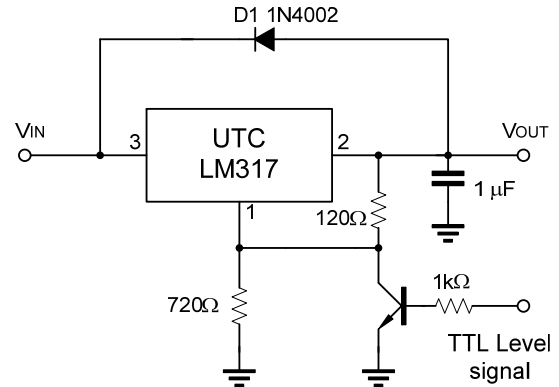 D1 1N4002
VIN
3
UTC
LM317
2
VOUT
1
120Ω
1 μF
720Ω
1kΩ
TTL Level
signal